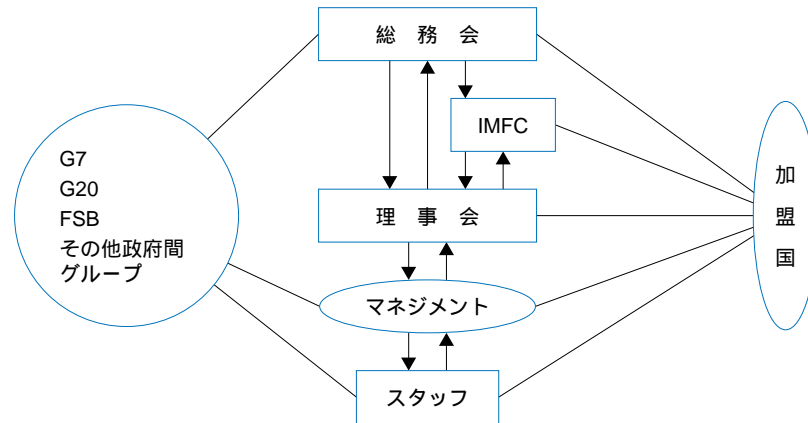 総務会
IMFC
G7
G20
FSB
その他政府間
グループ
理事会
マネジメント
スタッフ
加
盟
国